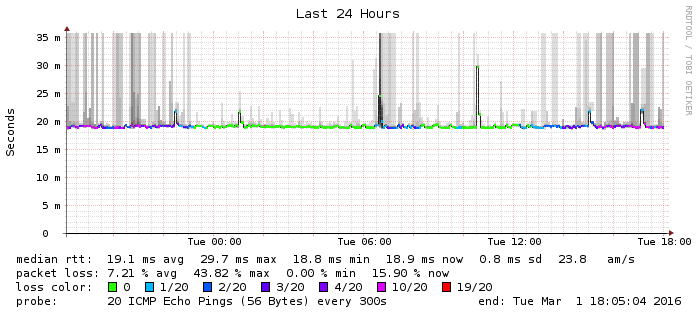 Last 24 Hours
RRDTOOL / TOBI OETIKER
Seconds
35 m
30 m
25 m
20 m
15 m
10 m
5 m
0
Tue 00:00 Tue 06:00 Tue 12:00 Tue 18:00
median rtt: 19.1 ms avg 29.7 ms max 18.8 ms min 18.9 ms now 0.8 ms sd 23.8 am/s
packet loss: 7.21 % avg 43.82 % max 0.00 % min 15.90 % now
loss color: 0 1/20 2/20 3/20 4/20 10/20 19/20
probe: 20 ICMP Echo Pings (56 Bytes) every 300s end: Tue Mar 1 18:05:04 2016